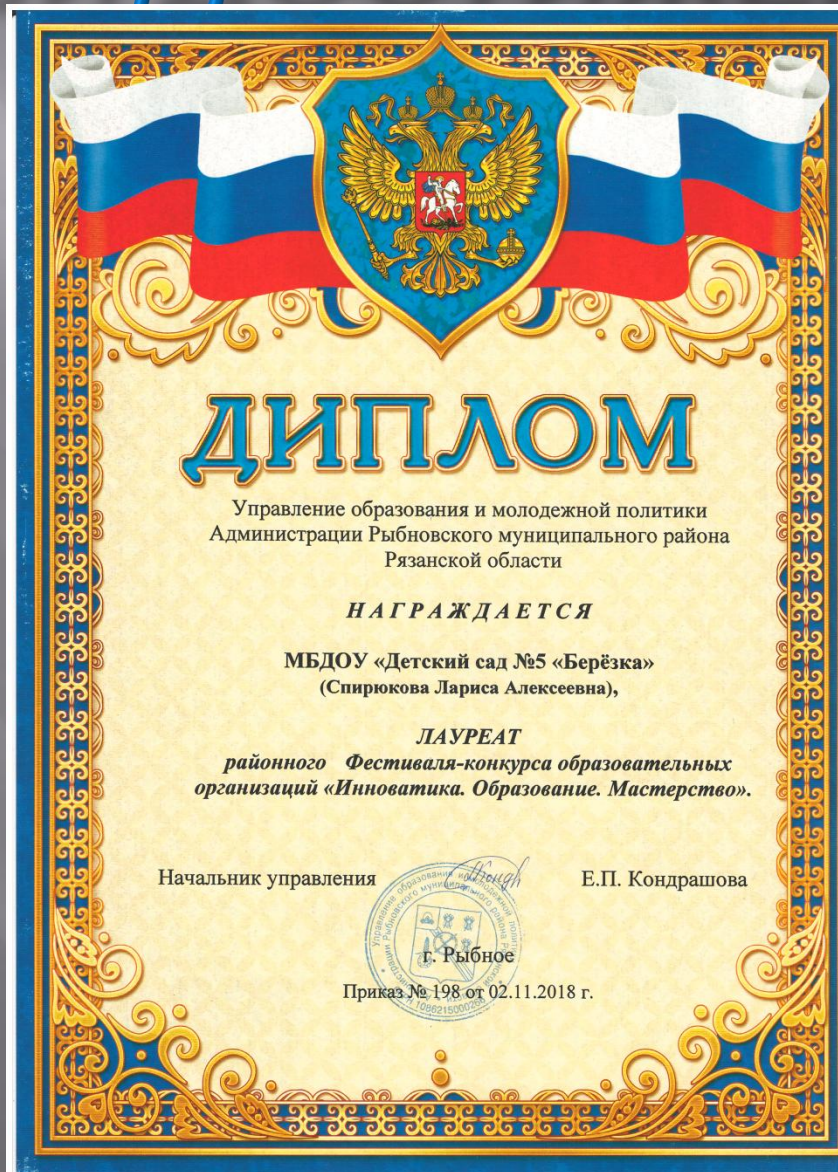 ДИПЛОМ
Управление образования и молодежной политики
Администрации Рыбновского муниципального района
Рязанской области
НАГРАЖДАЕТСЯ
МБДОУ «Детский сад №5 «Берёзка»
(Спирюкова Лариса Алексеевна),
ЛАУРЕАТ
районного Фестиваля-конкурса образовательных
организаций «Инноватика. Образование. Мастерство».
Начальник управления Е.П. Кондрашова
г. Рыбное
Приказ № 198 от 02.11.2018 г.